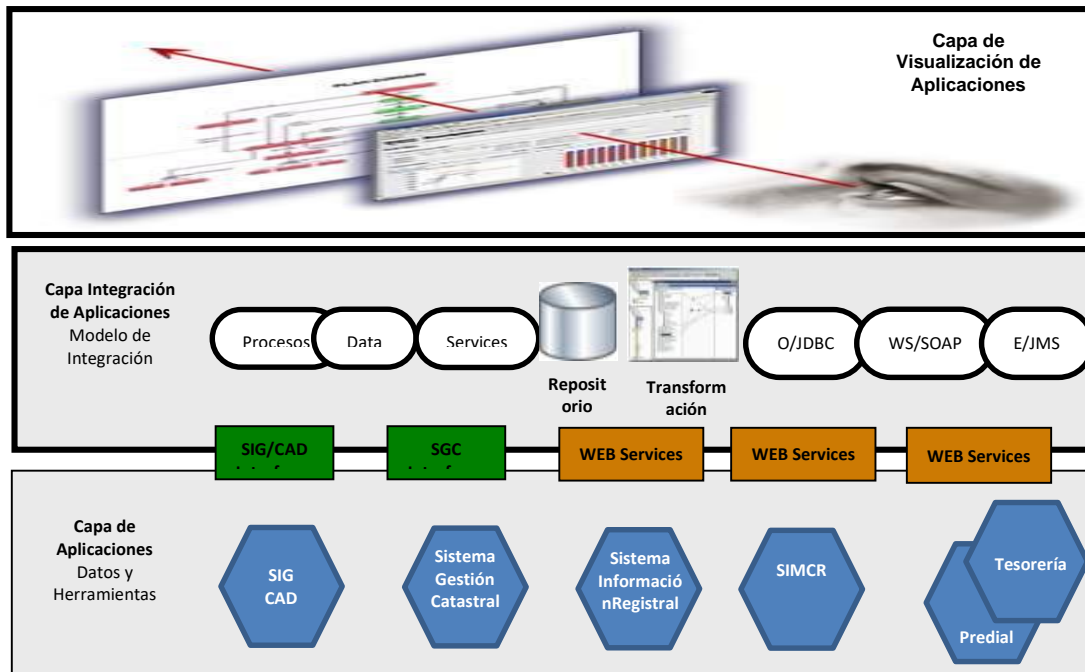 Capa de
Visualización de
Aplicaciones
Capa Integración
de Aplicaciones
Modelo de
Integración
Procesos
Data
Services
Reposit
orio
Transform
ación
O/JDBC
WS/SOAP
E/JMS
SIG/CAD
SGC
WEB Services
WEB Services
WEB Services
Capa de
Aplicaciones
Datos y
Herramientas
SIG
CAD
Sistema
Gestión
Catastral
Sistema
Informació
nRegistral
SIMCR
Tesorería
Predial